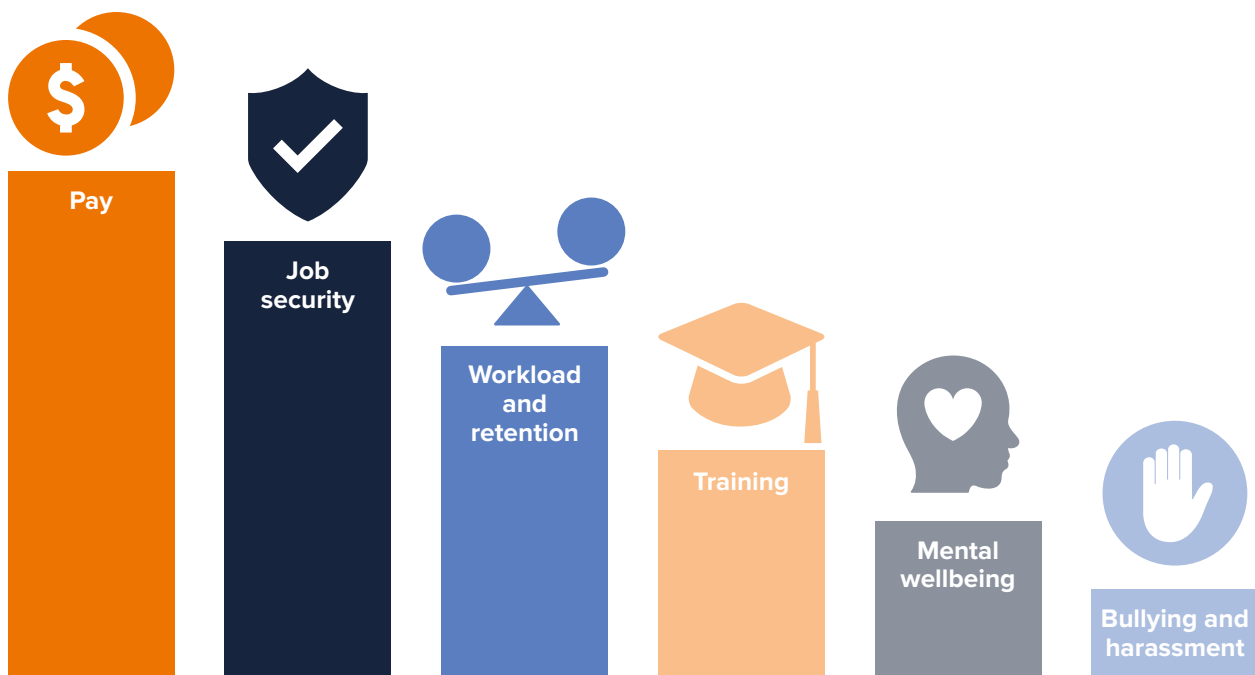 $
Pay
Job
security
Workload
and
retention
Training
Mental
wellbeing
Bullying and
harassment